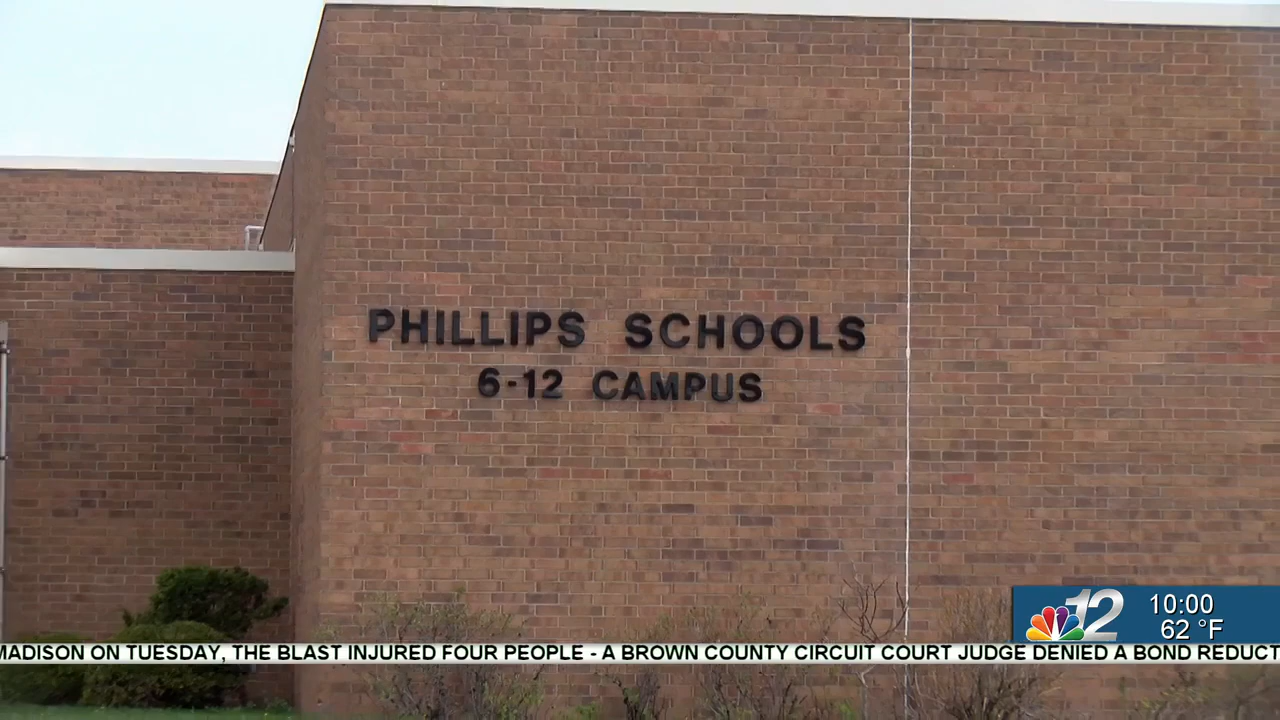 PHILLIPS SCHOOLS
6-12 CAMPUS
12
10:00
62 °F
MADISON ON TUESDAY, THE BLAST INJURED FOUR PEOPLE - A BROWN COUNTY CIRCUIT COURT JUDGE DENIED A BOND REDUCT